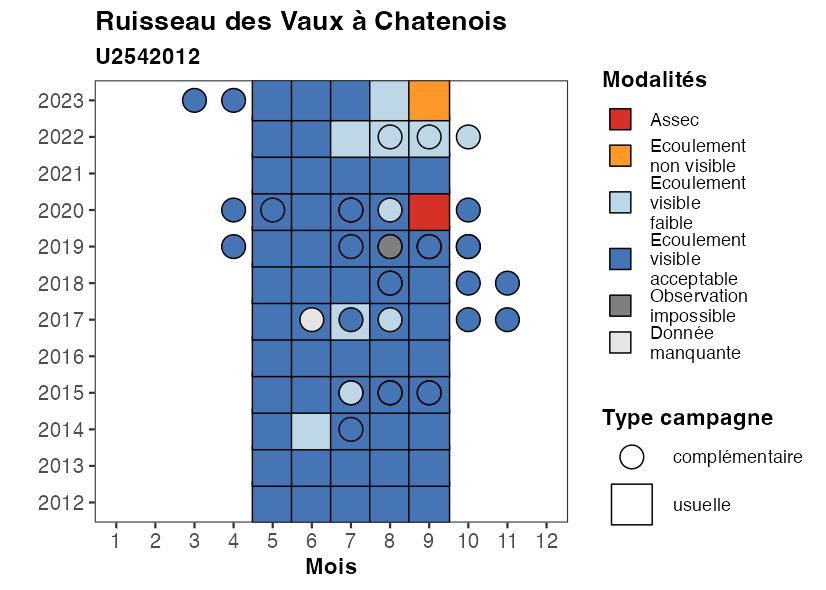 Ruisseau des Vaux à Chatenois
U2542012
2023
2022
2021
2020
2019
2018
2017
2016
2015
2014
2013
2012
1 2 3 4 5 6 7 8 9 10 11 12
Mois
Modalités
Assec
Ecoulement
non visible
Ecoulement
visible
faible
Ecoulement
visible
acceptable
Observation
impossible
Donnée
manquante
Type campagne
complémentaire
usuelle